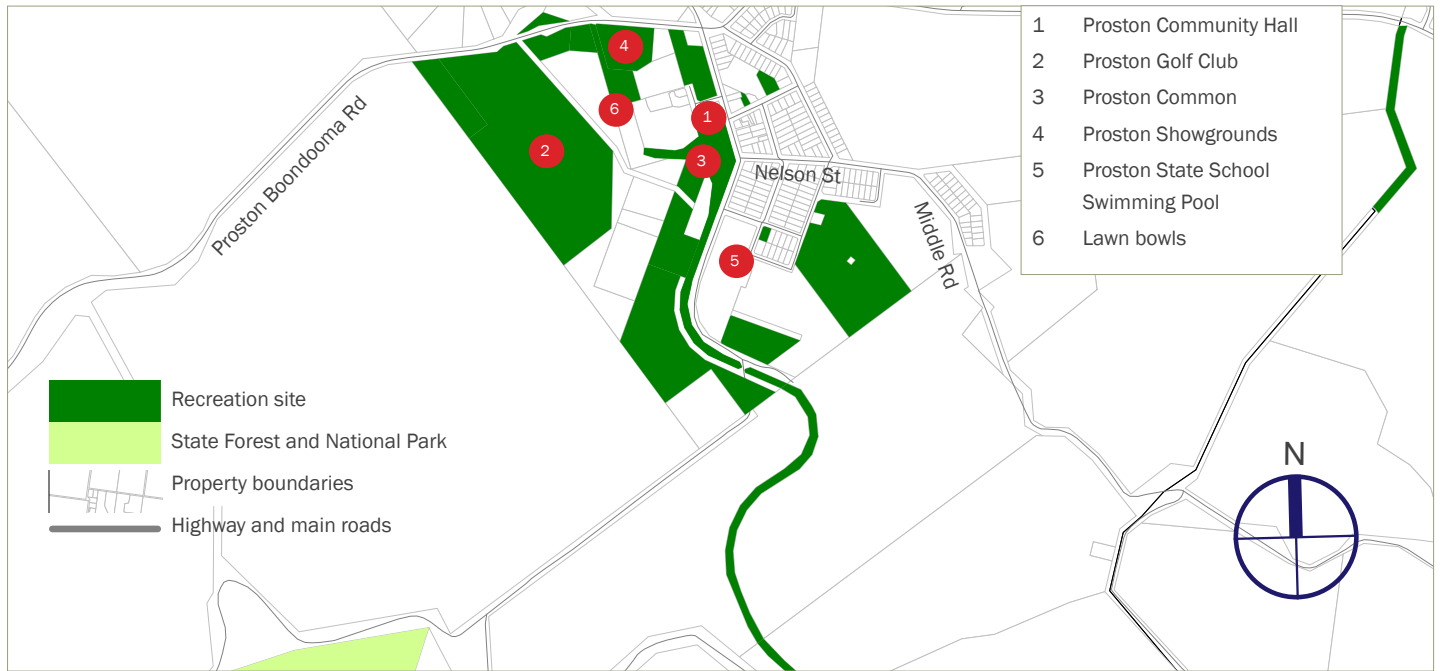 1 Proston Community Hall
2 Proston Golf Club
3 Proston Common
4 Proston Showgrounds
5 Proston State School
Swimming Pool
6 Lawn bowls
4
6
1
2
3
5
Proston Boondooma Rd
Nelson St
Middle Rd
Recreation site
State Forest and National Park
Property boundaries
Highway and main roads
N